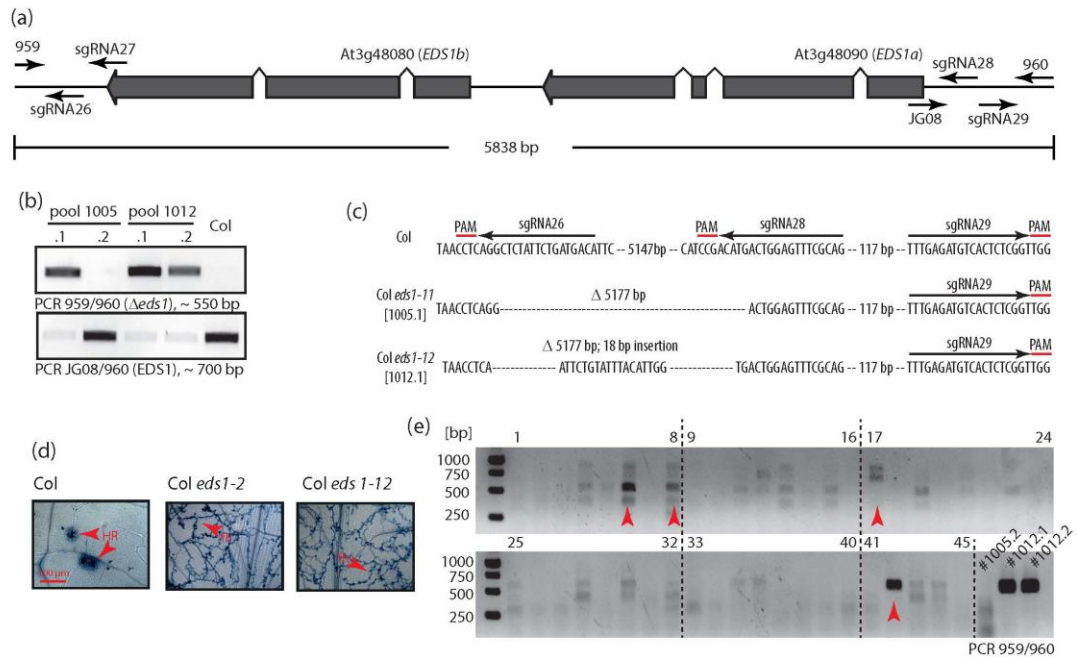 (a)
959
sgRNA27
sgRNA26
At3g48080 (EDS1b)
At3g48090 (EDS1a)
sgRNA28
960
JG08
sgRNA29
5838 bp
(b)
pool 1005 pool 1012 Col
.1 .2 .1 .2
PCR 959/960 (Δeds1), ~ 550 bp
PCR JG08/960 (EDS1), ~ 700 bp
(c)
PAM sgRNA26 PAM sgRNA28 sgRNA29 PAM
Col
TAACCTCAGGCTCTATTCTGATGACATTC -- 5147bp -- CATCCGACATGACTGGAGTTTCGCAG -- 117 bp -- TTTGAGATGTCACTCTCGGTTGG
sgRNA29 PAM
Col eds1-11
[1005.1]
Δ 5177 bp
TAACCTCAGG------------------------------------------------ACTGGAGTTTCGCAG -- 117 bp -- TTTGAGATGTCACTCTCGGTTGG
sgRNA29 PAM
Col eds1-12
[1012.1]
Δ 5177 bp; 18 bp insertion
TAACCTCA-------------ATTCTGTATTTACATTGG-------------TGACTGGAGTTTCGCAG -- 117 bp -- TTTGAGATGTCACTCTCGGTTGG
(d)
Col
HR
100 µm
Col eds1-2
Col eds 1-12
(e)
[bp]
1 8 9 16 17 24
1000
750
500
250
25 32 33 40 41 45
#1005.2
#1012.1
#1012.2
1000
750
500
250
PCR 959/960